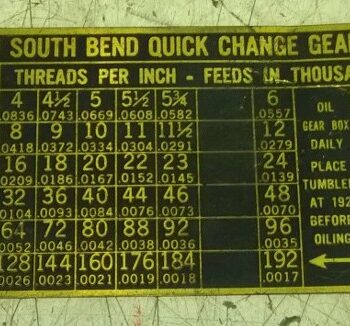 SOUTH BEND QUICK CHANGE GEA
THREADS PER INCH - FEEDS IN THOUSA
4 4½ 5 5½ 5¾ 6 OIL
.0836 .0743 .0669 .0608 .0582 .0557 GEAR BOX
8 9 10 11 11½ 12 DAILY
.0418 .0372 .0334 .0304 .0291 .0279
16 18 20 22 23 24 PLACE
.0209 .0186 .0167 .0152 .0145 .0139 TUMBLE
32 36 40 44 46 48 AT 192
.0104 .0093 .0084 .0076 .0073 .0070
64 72 80 88 92 96 BEFORE
.0052 .0046 .0042 .0038 .0036 .0035 OILING
128 144 160 176 184 192
.0026 .0023 .0021 .0019 .0018 .0017